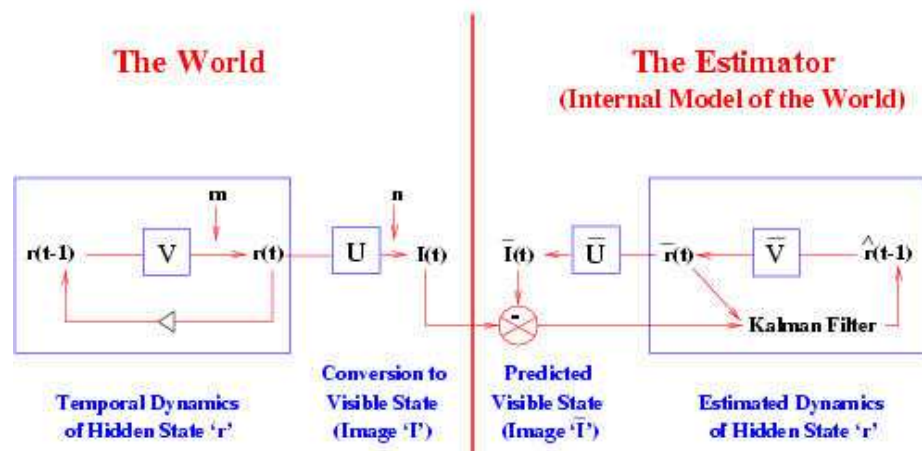 The World
The Estimator
(Internal Model of the World)
m
n
r(t-1)
V
r(t)
U
I(t)
Ī(t)
Ū
r̄(t)
V̄
r̂(t-1)
-
Kalman Filter
Temporal Dynamics
of Hidden State ‘r’
Conversion to
Visible State
(Image ‘I’)
Predicted
Visible State
(Image ‘Ī’)
Estimated Dynamics
of Hidden State ‘r’